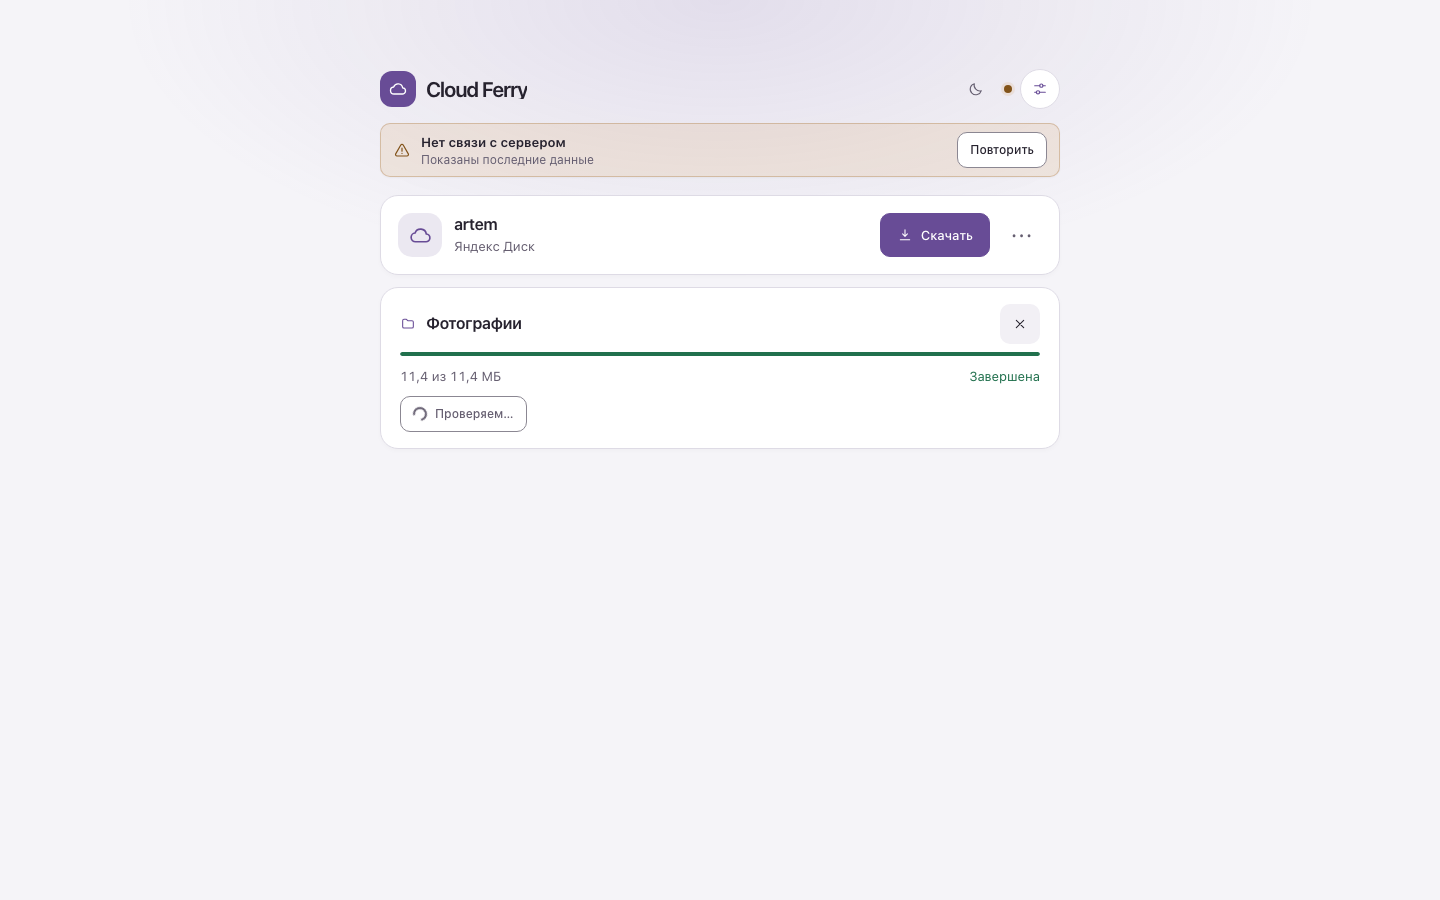 Cloud Ferry
Нет связи с сервером
Показаны последние данные
Повторить
artem
Яндекс Диск
Скачать
Фотографии
11,4 из 11,4 МБ
Завершена
Проверяем...